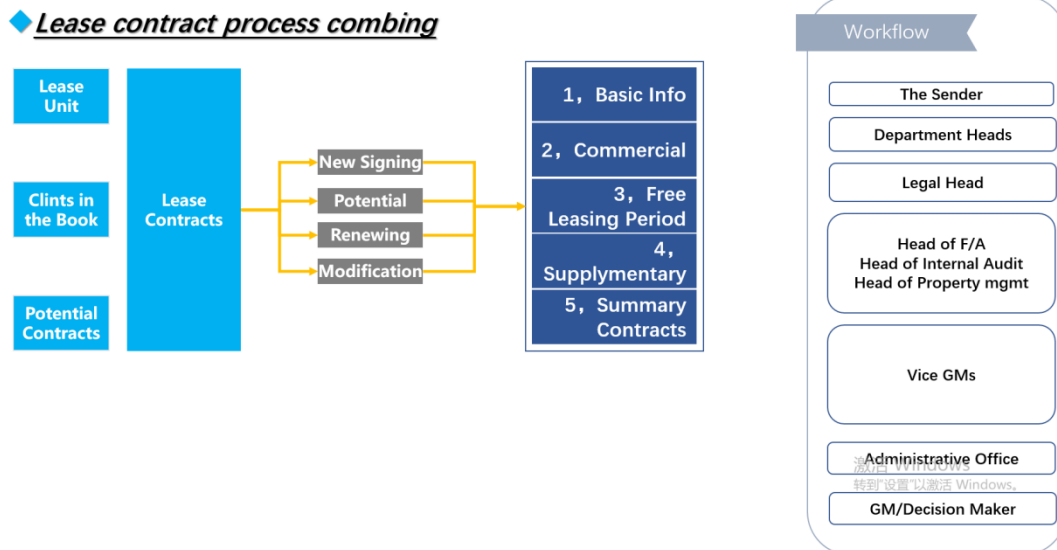 Lease contract process combing
Lease
Unit
Clints in
the Book
Potential
Contracts
Lease
Contracts
New Signing
Potential
Renewing
Modification
1，Basic Info
2，Commercial
3，Free
Leasing Period
4，
Supplymentary
5，Summary
Contracts
Workflow
The Sender
Department Heads
Legal Head
Head of F/A
Head of Internal Audit
Head of Property mgmt
Vice GMs
Administrative Office
激活 Windows
转到"设置"以激活 Windows。
GM/Decision Maker